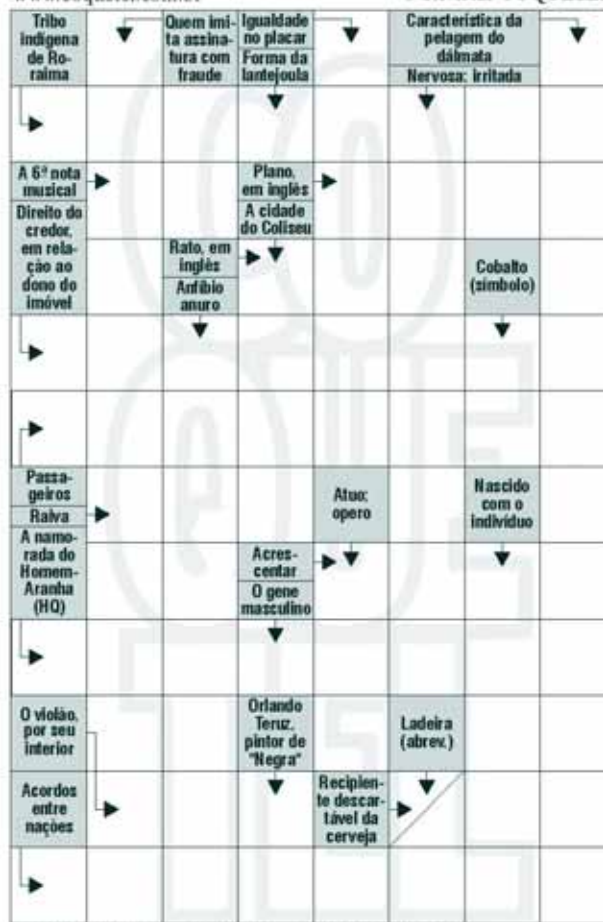 Tribo
indígena
de Ro-
raima
Quem imi-
ta assina-
tura com
fraude
Igualdade
no placar
Forma da
lantejoula
Característica da
pelagem do
dálmata
Nervosa; irritada
A 6ª nota
musical
Direito do
credor,
em rela-
ção ao
dono do
imóvel
Plano,
em inglês
A cidade
do Coliseu
Rato, em
inglês
Anfíbio
anuro
Cobalto
(símbolo)
Passa-
geiros
Raiva
A namo-
rada do
Homem-
Aranha
(HQ)
Atuo;
opero
Nascido
com o
indivíduo
Acres-
centar
O gene
masculino
O violão,
por seu
interior
Orlando
Teruz,
pintor de
"Negra"
Ladeira
(abrev.)
Acordos
entre
nações
Recipien-
te descar-
tável da
cerveja